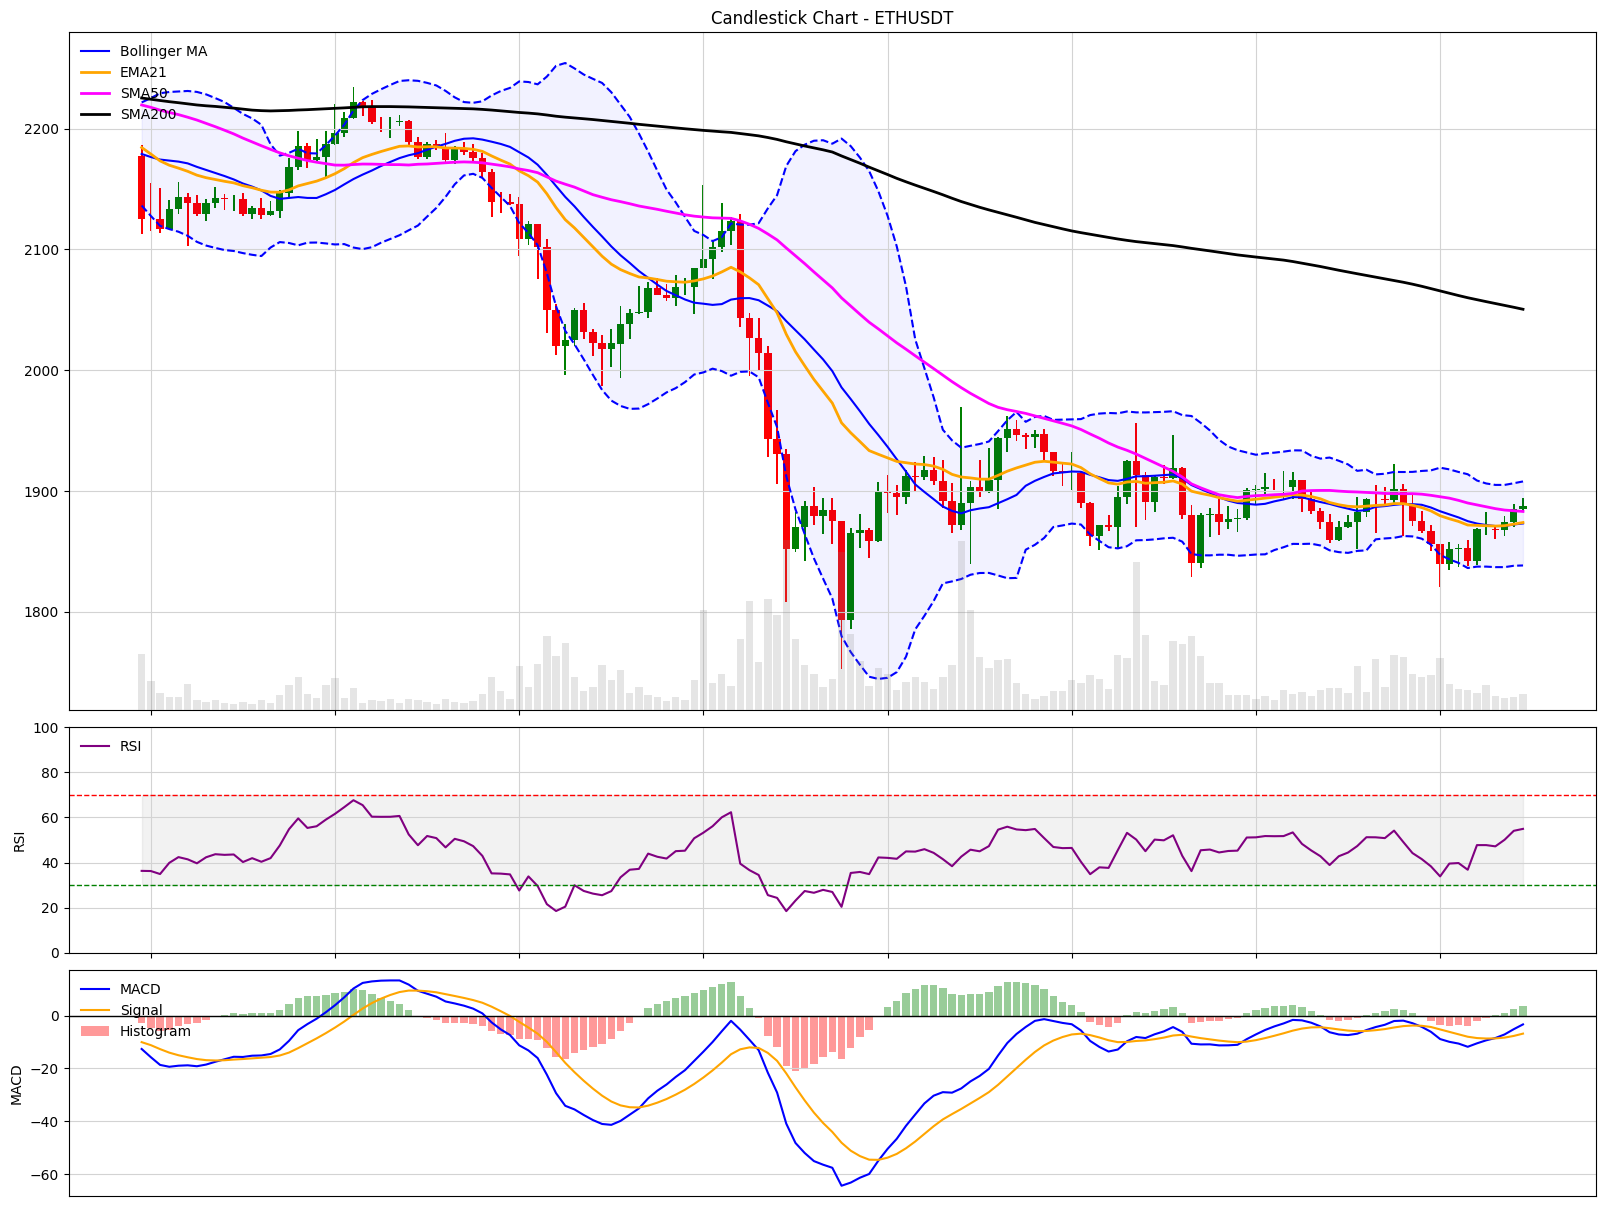 Candlestick Chart - ETHUSDT
Bollinger MA
EMA21
SMA50
SMA200
2200
2100
2000
1900
1800
RSI
100
80
60
40
20
0
RSI
MACD
Signal
Histogram
0
−20
−40
−60
MACD